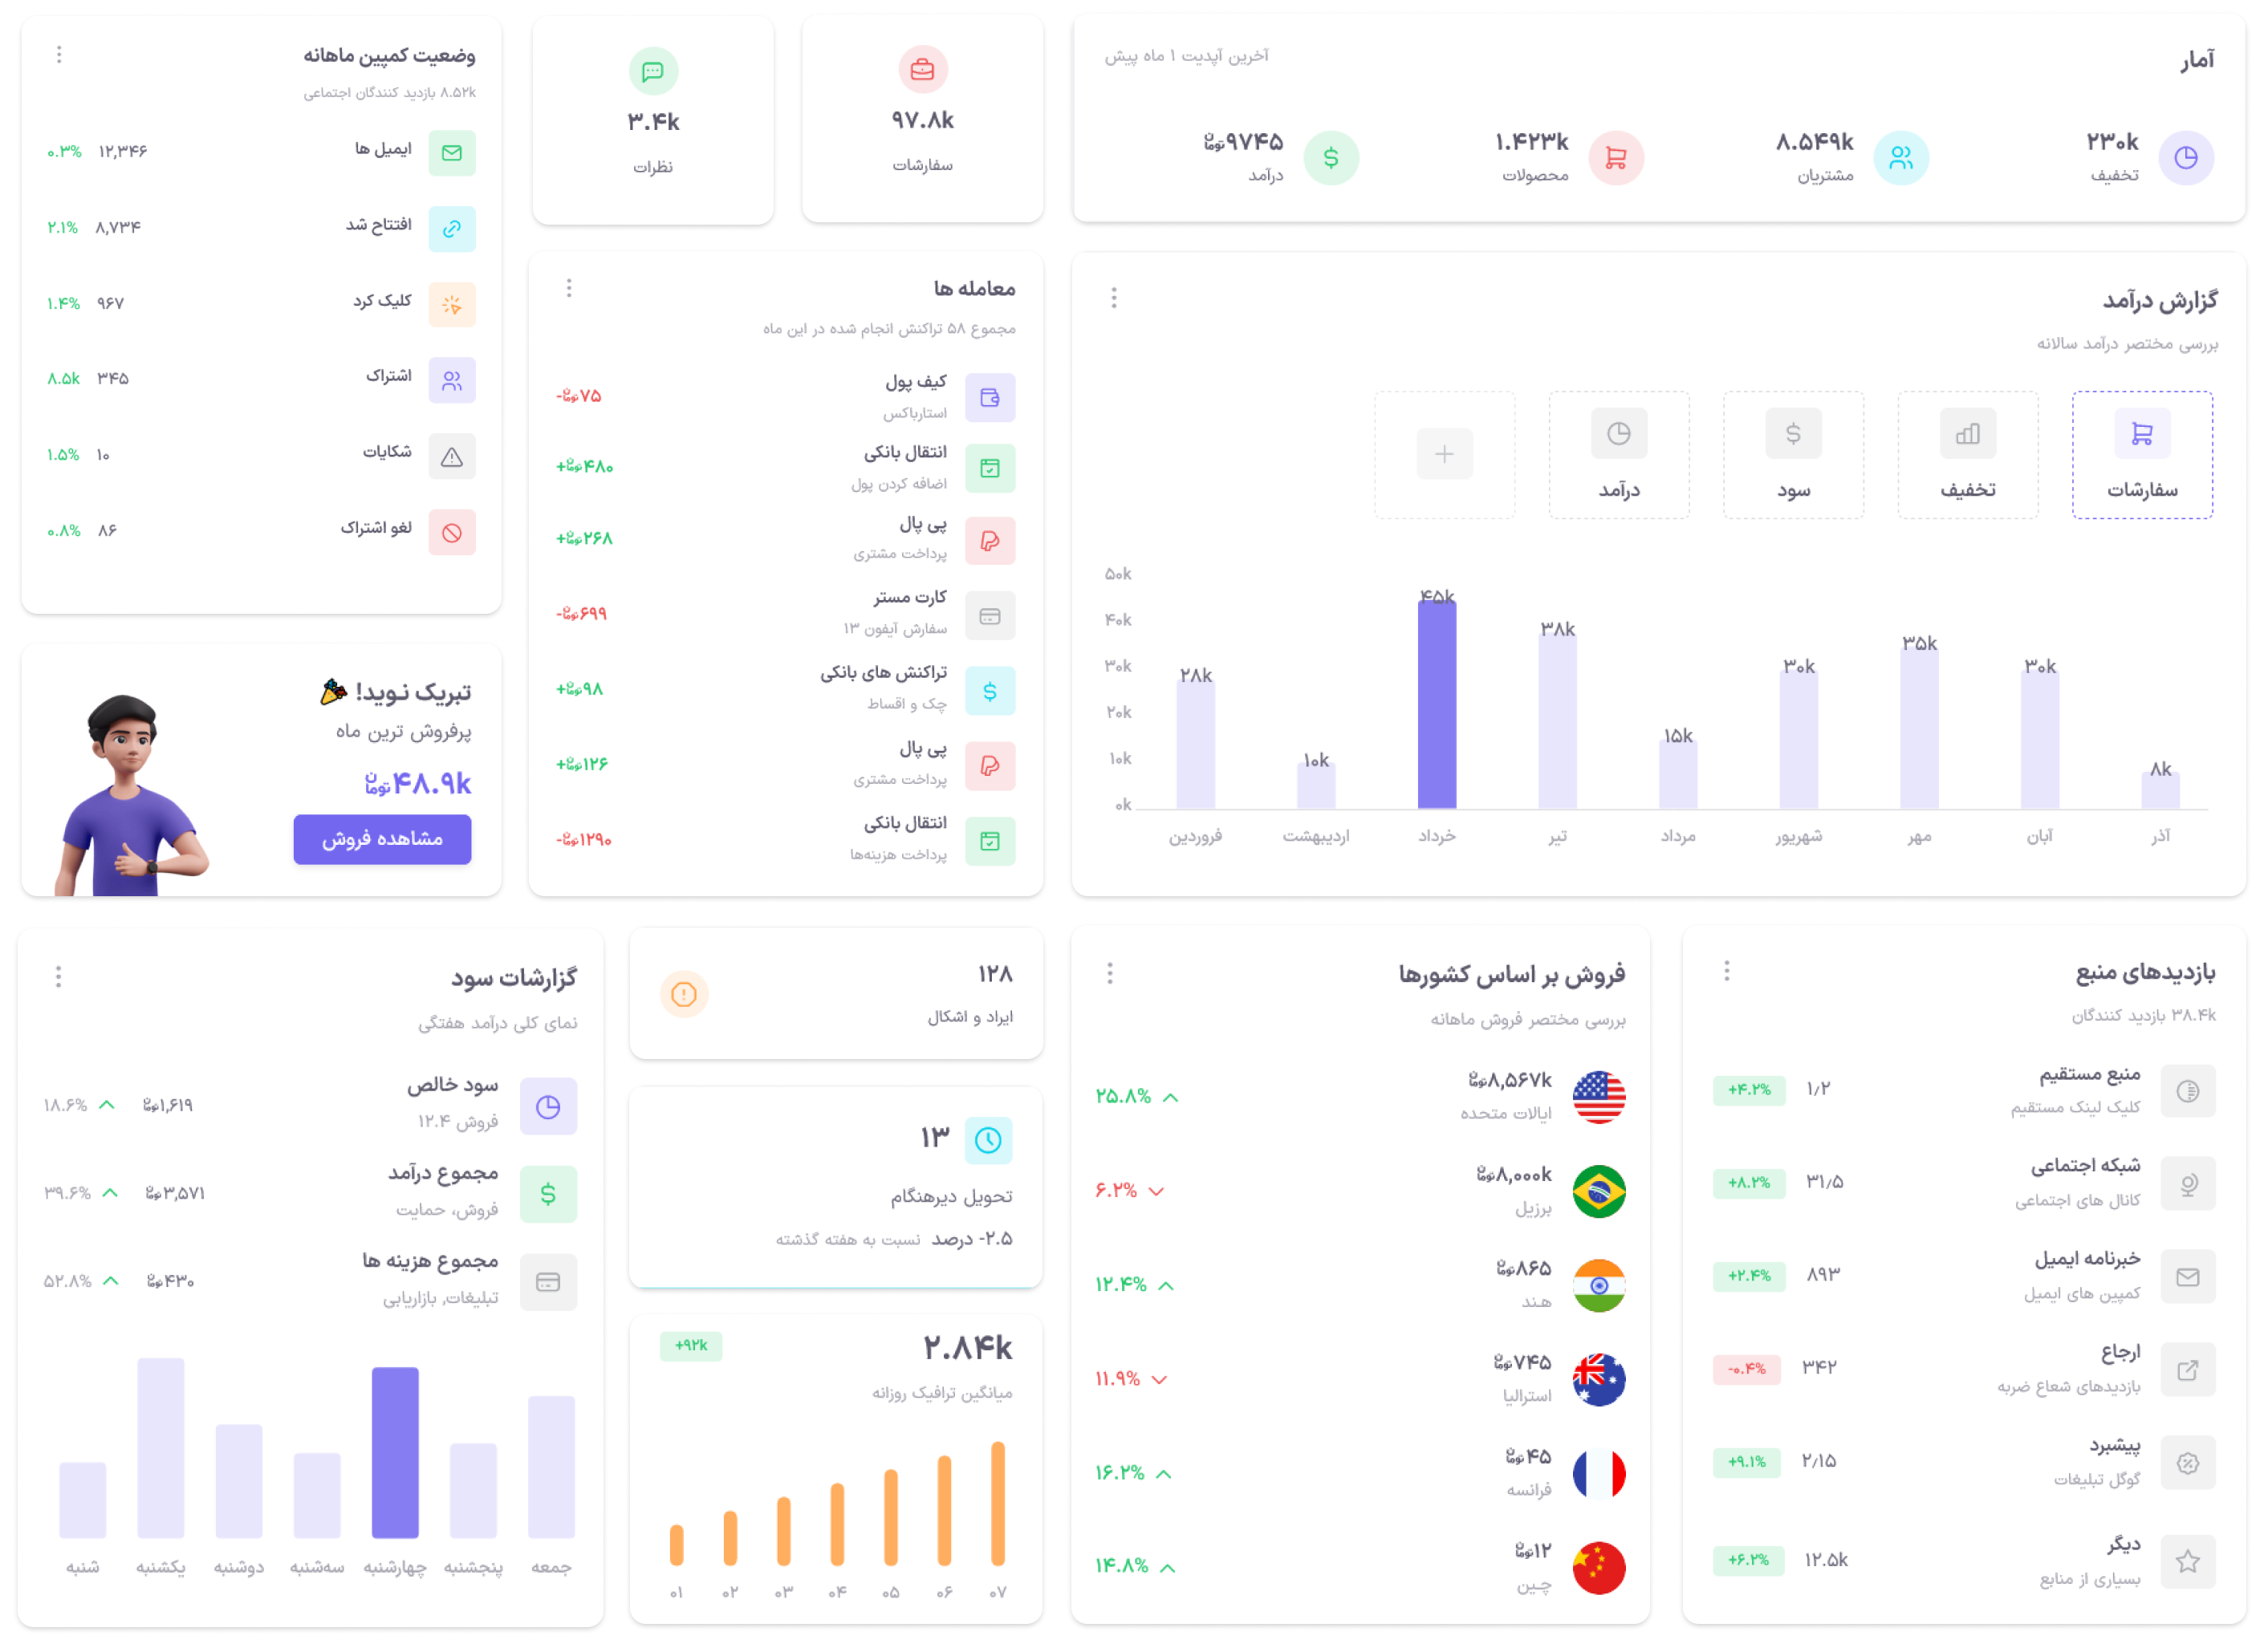 آمار
آخرین آپدیت ۱ ماه پیش
۲۳۰k
تخفیف
۸.۵۴۹k
مشتریان
۱.۴۲۳k
محصولات
۹۷۴۵تومان
درآمد
۹۷.۸k
سفارشات
۳.۴k
نظرات
وضعیت کمپین ماهانه
۸.۵۲k بازدید کنندگان اجتماعی
ایمیل ها ۱۲,۳۴۶ ۰.۳%
افتتاح شد ۸,۷۳۴ ۲.۱%
کلیک کرد ۹۶۷ ۱.۴%
اشتراک ۳۴۵ ۸.۵k
شکایات ۱۰ ۱.۵%
لغو اشتراک ۸۶ ۰.۸%
گزارش درآمد
بررسی مختصر درآمد سالانه
سفارشات
تخفیف
سود
درآمد
۵۰k
۴۰k
۳۰k
۲۰k
۱۰k
۰k
۲۸k
۱۰k
۴۵k
۳۸k
۱۵k
۳۰k
۳۵k
۳۰k
۸k
فروردین
اردیبهشت
خرداد
تیر
مرداد
شهریور
مهر
آبان
آذر
معامله ها
مجموع ۵۸ تراکنش انجام شده در این ماه
کیف پول
استارباکس
-تومان۷۵
انتقال بانکی
اضافه کردن پول
+تومان۴۸۰
پی پال
پرداخت مشتری
+تومان۲۶۸
کارت مستر
سفارش آیفون ۱۳
-تومان۶۹۹
تراکنش های بانکی
چک و اقساط
+تومان۹۸
پی پال
پرداخت مشتری
+تومان۱۲۶
انتقال بانکی
پرداخت هزینه‌ها
-تومان۱۲۹۰
تبریک نوید! 🎉
پرفروش ترین ماه
۴۸.۹kتومان
مشاهده فروش
بازدیدهای منبع
۳۸.۴k بازدید کنندگان
منبع مستقیم
کلیک لینک مستقیم
۱/۲
+۴.۲%
شبکه اجتماعی
کانال های اجتماعی
۳۱/۵
+۸.۲%
خبرنامه ایمیل
کمپین های ایمیل
۸۹۳
+۲.۴%
ارجاع
بازدیدهای شعاع ضربه
۳۴۲
-۰.۴%
پیشبرد
گوگل تبلیغات
۲/۱۵
+۹.۱%
دیگر
بسیاری از منابع
۱۲.۵k
+۶.۲%
فروش بر اساس کشورها
بررسی مختصر فروش ماهانه
۸,۵۶۷kتومان
ایالات متحده
۲۵.۸%
۸,۰۰۰kتومان
برزیل
۶.۲%
۸۶۵تومان
هند
۱۲.۴%
۷۴۵تومان
استرالیا
۱۱.۹%
۴۵تومان
فرانسه
۱۶.۲%
۱۲تومان
چین
۱۴.۸%
۱۲۸
ایراد و اشکال
۱۳
تحویل دیرهنگام
-۲.۵ درصد نسبت به هفته گذشته
۲.۸۴k
+۹۲k
میانگین ترافیک روزانه
۰۱
۰۲
۰۳
۰۴
۰۵
۰۶
۰۷
گزارشات سود
نمای کلی درآمد هفتگی
سود خالص
فروش ۱۲.۴
۱,۶۱۹تومان
۱۸.۶%
مجموع درآمد
فروش، حمایت
۳,۵۷۱تومان
۳۹.۶%
مجموع هزینه ها
تبلیغات, بازاریابی
۴۳۰تومان
۵۲.۸%
شنبه
یکشنبه
دوشنبه
سه‌شنبه
چهارشنبه
پنجشنبه
جمعه